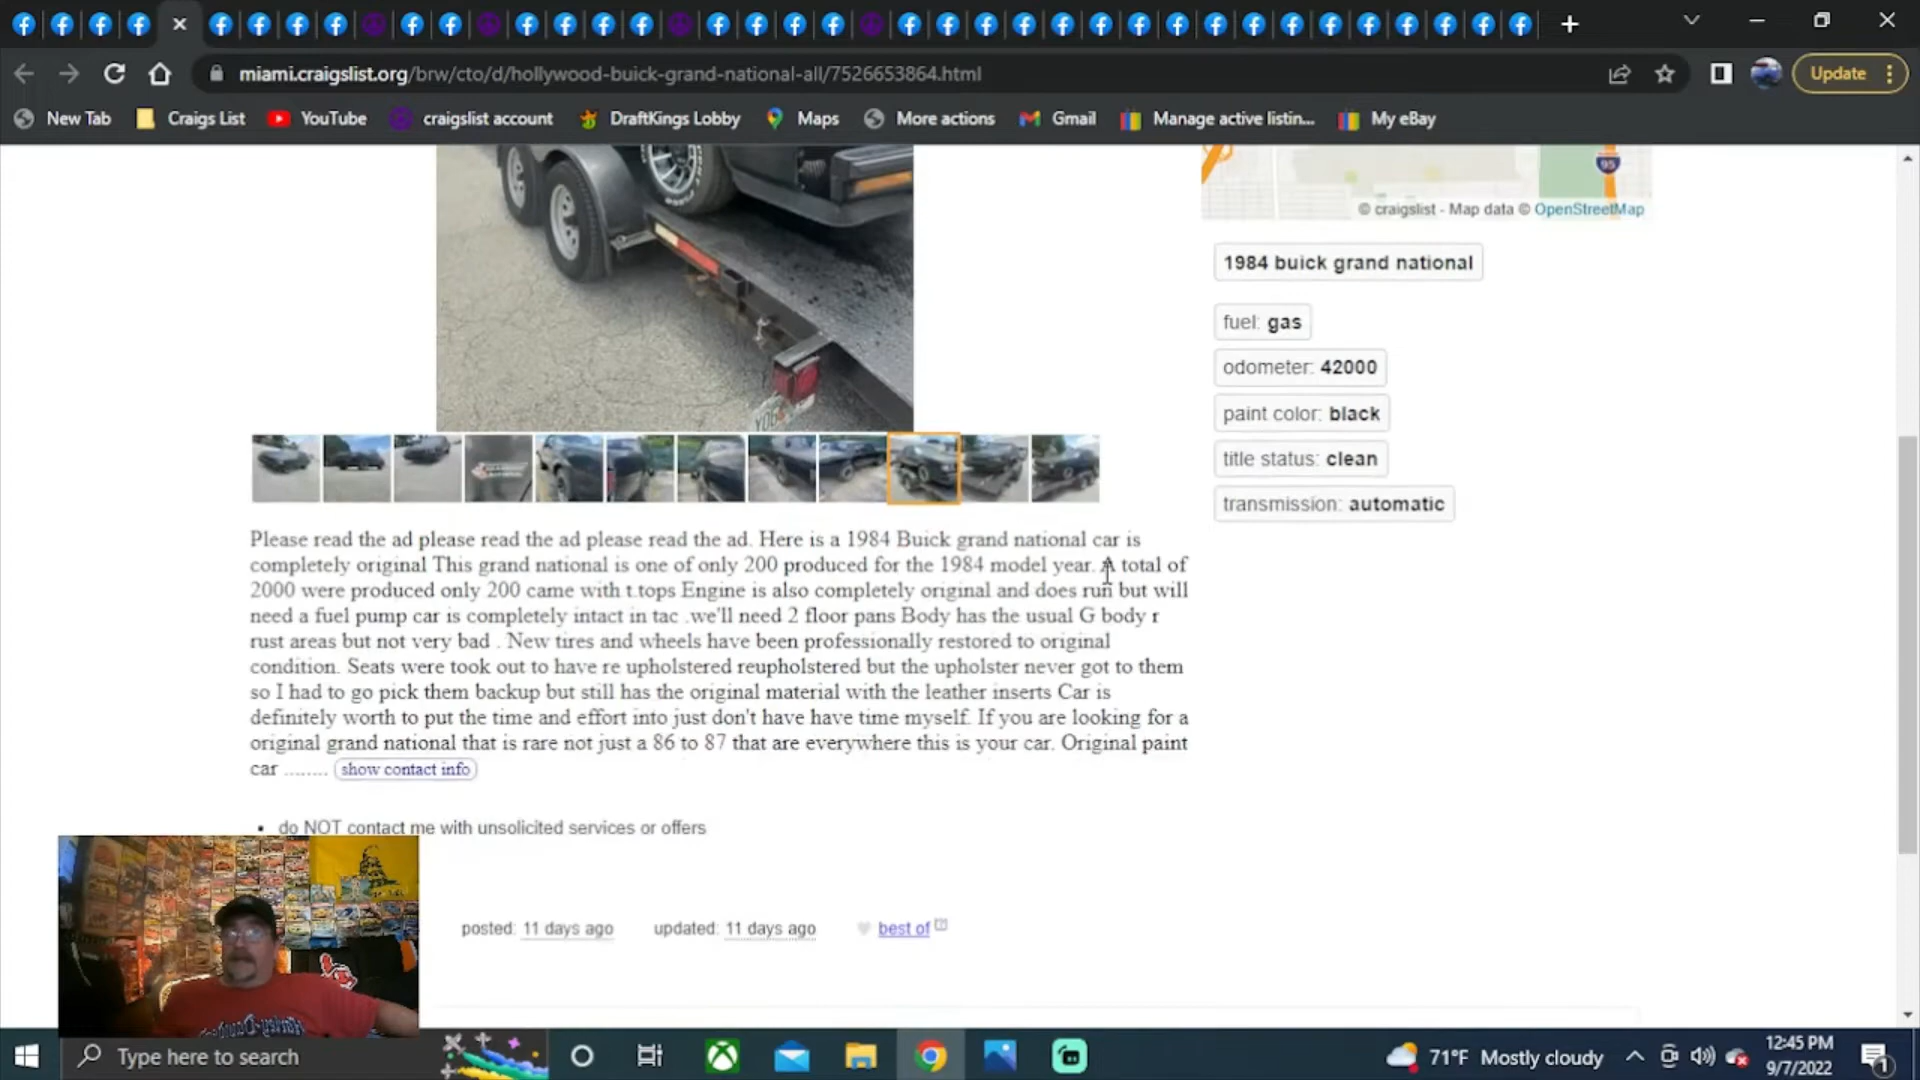 miami.craigslist.org/brw/cto/d/hollywood-buick-grand-national-all/7526653864.html
Update
New Tab
Craigs List
YouTube
craigslist account
DraftKings Lobby
Maps
More actions
Gmail
Manage active listin...
My eBay
95
© craigslist - Map data © OpenStreetMap
1984 buick grand national
fuel: gas
odometer: 42000
paint color: black
title status: clean
transmission: automatic
Please read the ad please read the ad please read the ad. Here is a 1984 Buick grand national car is
completely original This grand national is one of only 200 produced for the 1984 model year. A total of
2000 were produced only 200 came with t.tops Engine is also completely original and does run but will
need a fuel pump car is completely intact in tac .we'll need 2 floor pans Body has the usual G body r
rust areas but not very bad . New tires and wheels have been professionally restored to original
condition. Seats were took out to have re upholstered reupholstered but the upholster never got to them
so I had to go pick them backup but still has the original material with the leather inserts Car is
definitely worth to put the time and effort into just don't have have time myself. If you are looking for a
original grand national that is rare not just a 86 to 87 that are everywhere this is your car. Original paint
car ........ show contact info
do NOT contact me with unsolicited services or offers
posted: 11 days ago updated: 11 days ago best of [?]
Type here to search
71°F Mostly cloudy
12:45 PM
9/7/2022
1